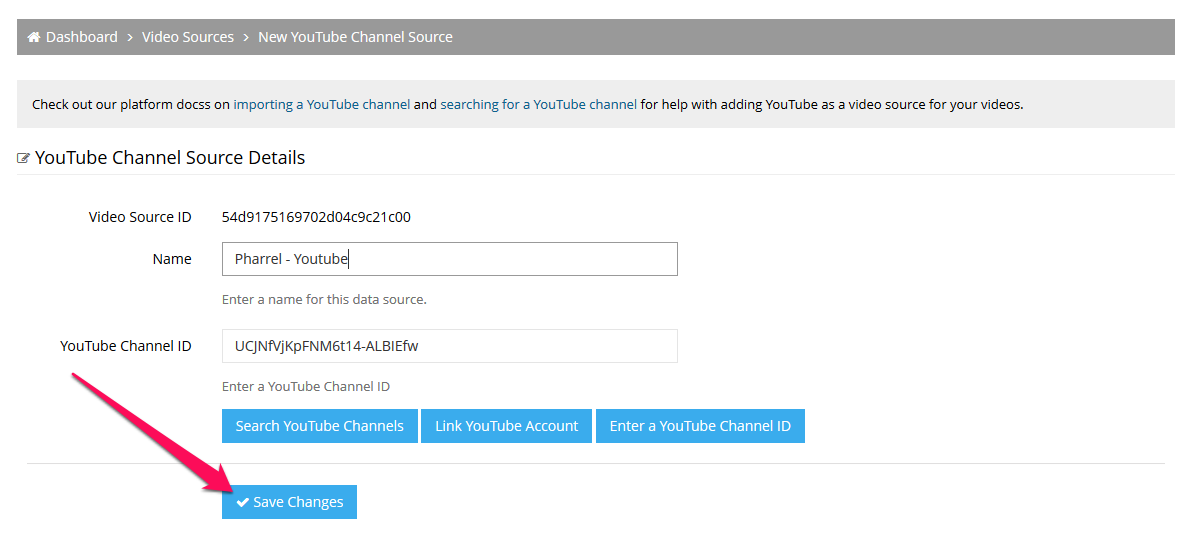 Dashboard > Video Sources > New YouTube Channel Source
Check out our platform docss on importing a YouTube channel and searching for a YouTube channel for help with adding YouTube as a video source for your videos.
YouTube Channel Source Details
Video Source ID 54d9175169702d04c9c21c00
Name Pharrel - Youtube
Enter a name for this data source.
YouTube Channel ID UCJNfVjKpFNM6t14-ALBIEfw
Enter a YouTube Channel ID
Search YouTube Channels Link YouTube Account Enter a YouTube Channel ID
Save Changes